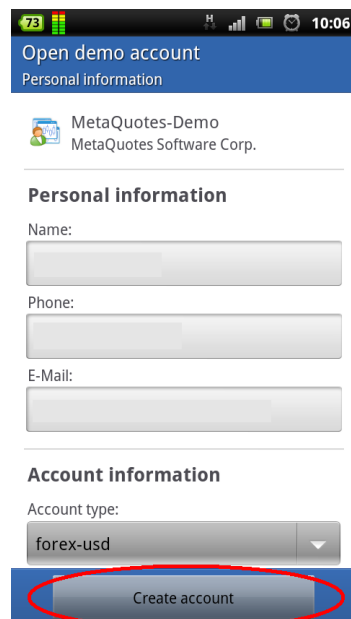 73
H
10:06
Open demo account
Personal information
MetaQuotes-Demo
MetaQuotes Software Corp.
Personal information
Name:
Phone:
E-Mail:
Account information
Account type:
forex-usd
Create account